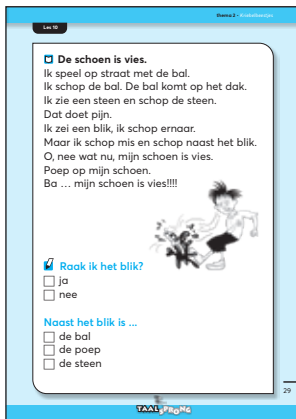 thema 2 • Kriebelbeestjes
Les 10
De schoen is vies.
Ik speel op straat met de bal.
Ik schop de bal. De bal komt op het dak.
Ik zie een steen en schop de steen.
Dat doet pijn.
Ik zei een blik, ik schop ernaar.
Maar ik schop mis en schop naast het blik.
O, nee wat nu, mijn schoen is vies.
Poep op mijn schoen.
Ba ... mijn schoen is vies!!!!
Raak ik het blik?
ja
nee
Naast het blik is ...
de bal
de poep
de steen
29
TAALSPRONG